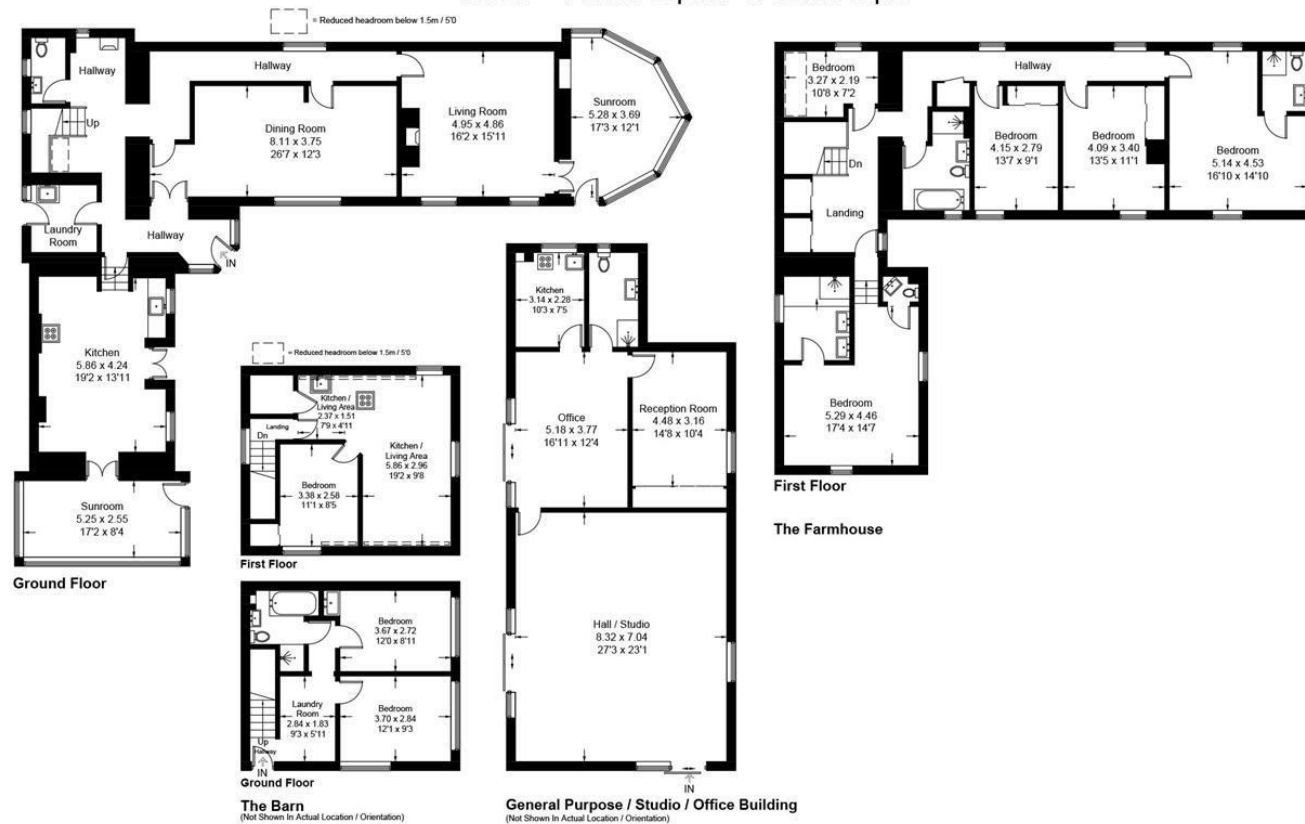 = Reduced headroom below 1.5m / 5'0
Hallway
Up
Hallway
Dining Room
8.11 x 3.75
26'7 x 12'3
Living Room
4.95 x 4.86
16'2 x 15'11
Sunroom
5.28 x 3.69
17'3 x 12'1
Laundry
Room
Hallway
IN
Kitchen
5.86 x 4.24
19'2 x 13'11
Sunroom
5.25 x 2.55
17'2 x 8'4
Ground Floor
= Reduced headroom below 1.5m / 5'0
Kitchen /
Living Area
2.37 x 1.51
7'9 x 4'11
Landing
Dn
Kitchen /
Living Area
5.86 x 2.96
19'2 x 9'8
Bedroom
3.38 x 2.58
11'1 x 8'5
First Floor
Bedroom
3.67 x 2.72
12'0 x 8'11
Laundry
Room
2.84 x 1.83
9'3 x 5'11
Bedroom
3.70 x 2.84
12'1 x 9'3
Up
Hallway
IN
Ground Floor
The Barn
(Not Shown In Actual Location / Orientation)
Kitchen
3.14 x 2.28
10'3 x 7'5
Office
5.18 x 3.77
16'11 x 12'4
Reception Room
4.48 x 3.16
14'8 x 10'4
Hall / Studio
8.32 x 7.04
27'3 x 23'1
IN
General Purpose / Studio / Office Building
(Not Shown In Actual Location / Orientation)
Bedroom
3.27 x 2.19
10'8 x 7'2
Hallway
Dn
Landing
Bedroom
4.15 x 2.79
13'7 x 9'1
Bedroom
4.09 x 3.40
13'5 x 11'1
Bedroom
5.14 x 4.53
16'10 x 14'10
Bedroom
5.29 x 4.46
17'4 x 14'7
First Floor
The Farmhouse